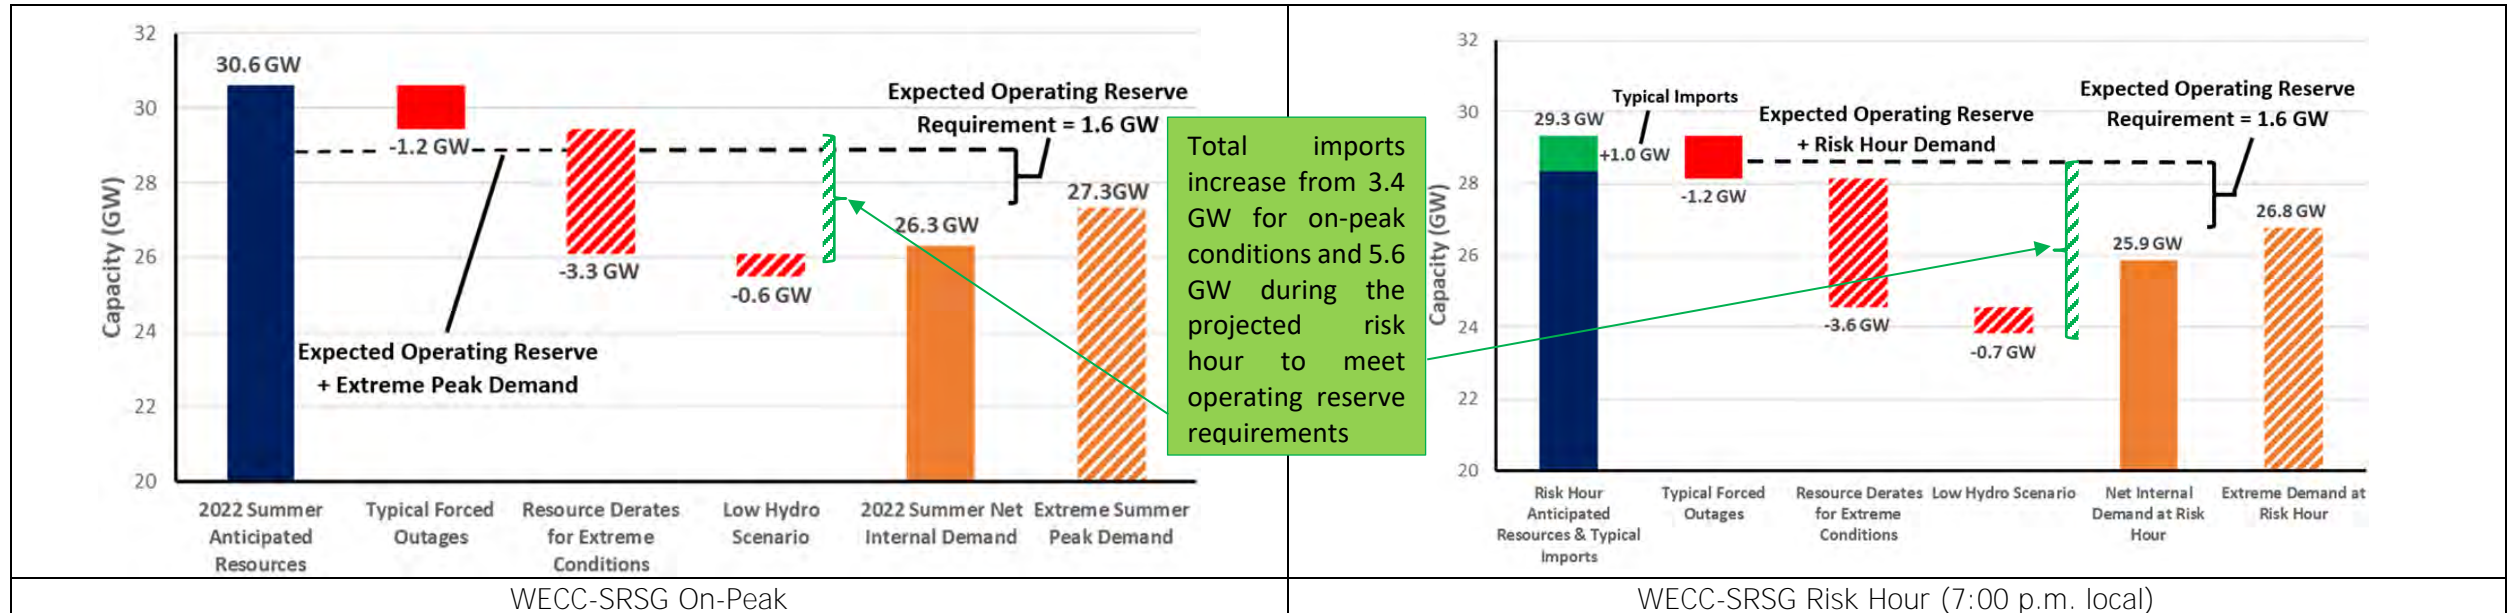 32
30
28
26
24
22
20
Capacity (GW)
30.6 GW
-1.2 GW
-3.3 GW
-0.6 GW
26.3 GW
27.3GW
Expected Operating Reserve
Requirement = 1.6 GW
Expected Operating Reserve
+ Extreme Peak Demand
2022 Summer
Anticipated
Resources
Typical Forced
Outages
Resource Derates
for Extreme
Conditions
Low Hydro
Scenario
2022 Summer Net
Internal Demand
Extreme Summer
Peak Demand
WECC-SRSG On-Peak
Total imports
increase from 3.4
GW for on-peak
conditions and 5.6
GW during the
projected risk
hour to meet
operating reserve
requirements
32
30
28
26
24
22
20
Capacity (GW)
29.3 GW
Typical Imports
+1.0 GW
-1.2 GW
Expected Operating Reserve
+ Risk Hour Demand
-3.6 GW
-0.7 GW
25.9 GW
26.8 GW
Expected Operating Reserve
Requirement = 1.6 GW
Risk Hour
Anticipated
Resources & Typical
Imports
Typical Forced
Outages
Resource Derates
for Extreme
Conditions
Low Hydro Scenario
Net Internal
Demand at Risk
Hour
Extreme Demand at
Risk Hour
WECC-SRSG Risk Hour (7:00 p.m. local)